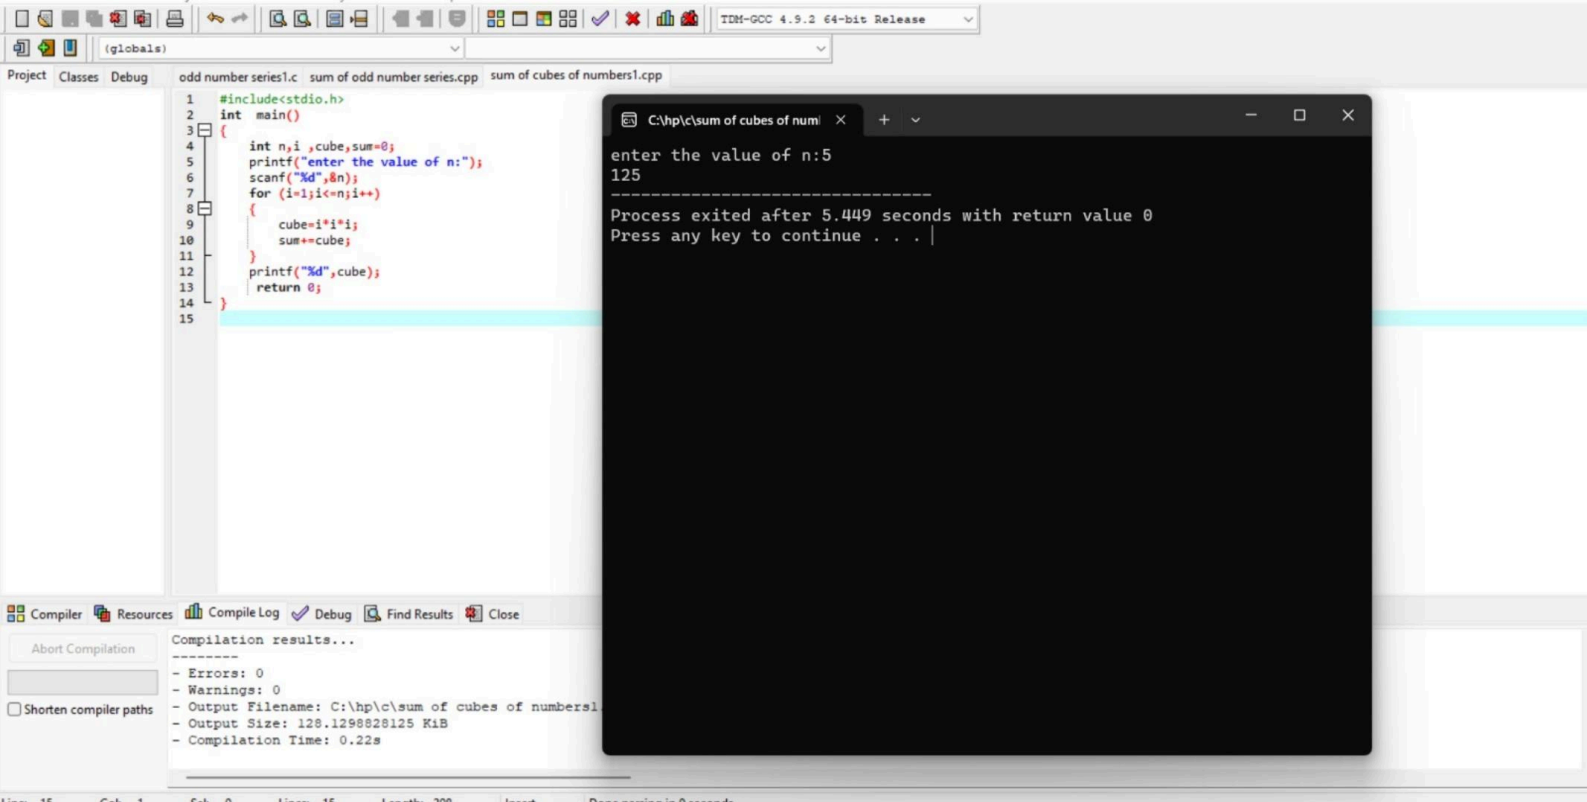 TDM-GCC 4.9.2 64-bit Release
(globals)
Project Classes Debug
odd number series1.c sum of odd number series.cpp sum of cubes of numbers1.cpp
1 #include<stdio.h>
2 int main()
3 {
4 int n,i ,cube,sum=0;
5 printf("enter the value of n:");
6 scanf("%d",&n);
7 for (i=1;i<=n;i++)
8 {
9 cube=i*i*i;
10 sum+=cube;
11 }
12 printf("%d",cube);
13 return 0;
14 }
15
C:\hp\c\sum of cubes of num
enter the value of n:5
125
--------------------------------
Process exited after 5.449 seconds with return value 0
Press any key to continue . . .
Compiler Resources Compile Log Debug Find Results Close
Abort Compilation
Shorten compiler paths
Compilation results...
--------
- Errors: 0
- Warnings: 0
- Output Filename: C:\hp\c\sum of cubes of numbers1.
- Output Size: 128.1298828125 KiB
- Compilation Time: 0.22s